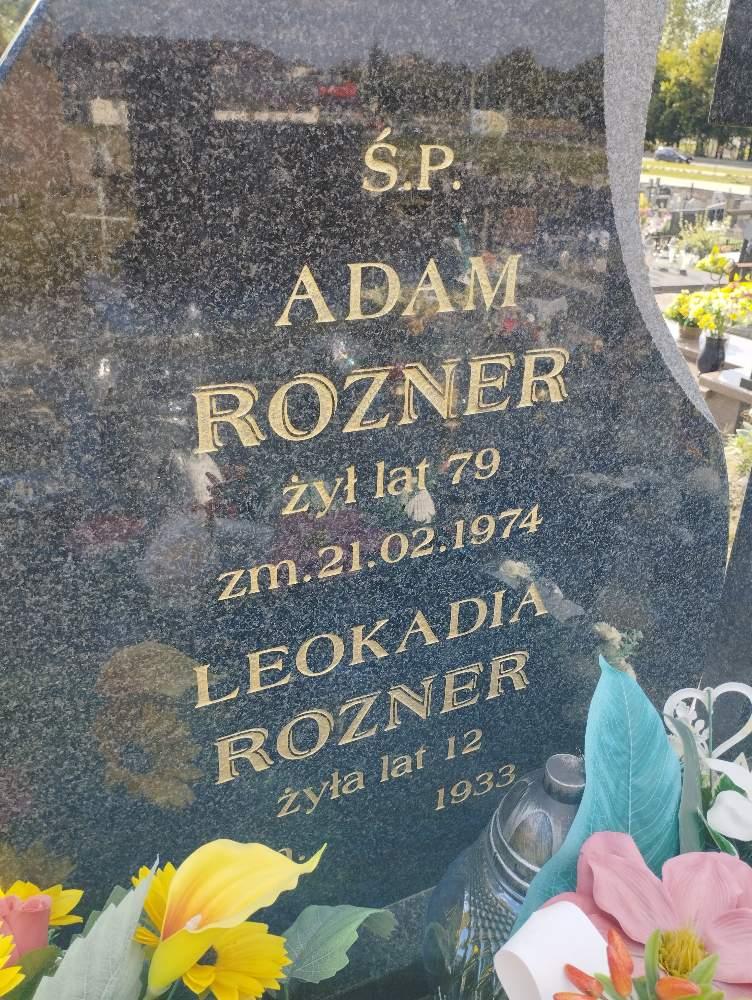 Ś.P.
ADAM
ROZNER
żył lat 79
zm.21.02.1974
LEOKADIA
ROZNER
żyła lat 12
1933